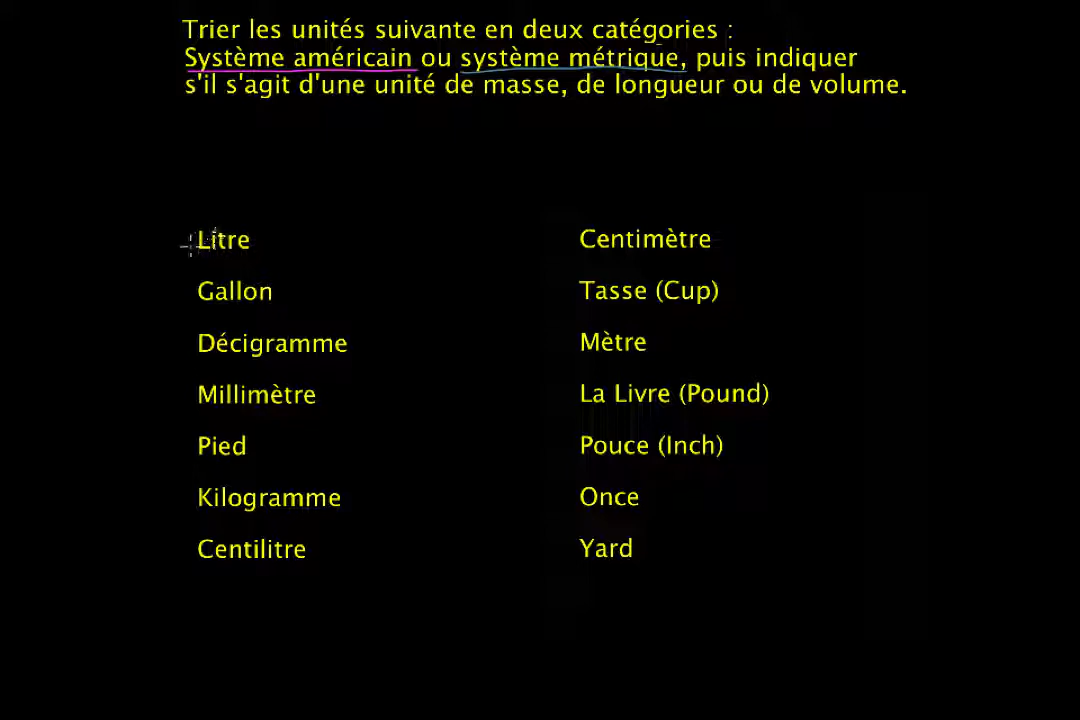 Trier les unités suivante en deux catégories :
Système américain ou système métrique, puis indiquer
s'il s'agit d'une unité de masse, de longueur ou de volume.
Litre
Gallon
Décigramme
Millimètre
Pied
Kilogramme
Centilitre
Centimètre
Tasse (Cup)
Mètre
La Livre (Pound)
Pouce (Inch)
Once
Yard